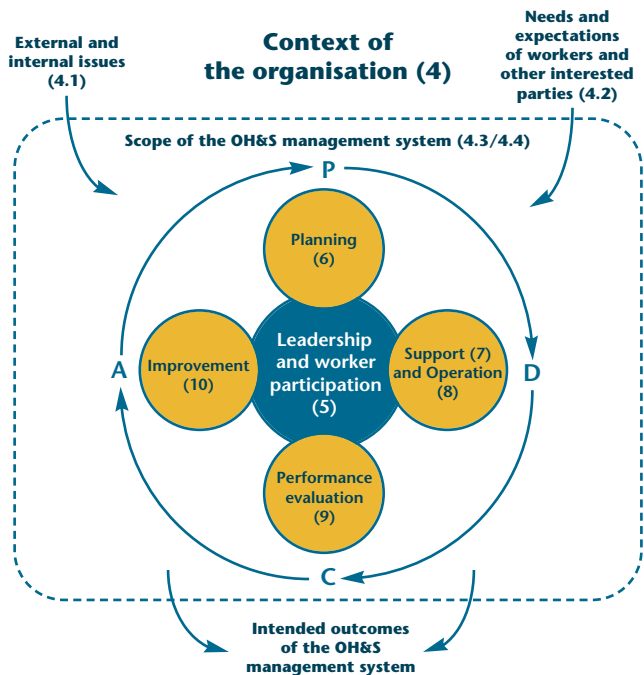 External and
internal issues
(4.1)
Context of
the organisation (4)
Needs and
expectations
of workers and
other interested
parties (4.2)
Scope of the OH&S management system (4.3/4.4)
P
Planning
(6)
A
Improvement
(10)
Leadership
and worker
participation
(5)
Support (7)
and Operation
(8)
D
Performance
evaluation
(9)
C
Intended outcomes
of the OH&S
management system